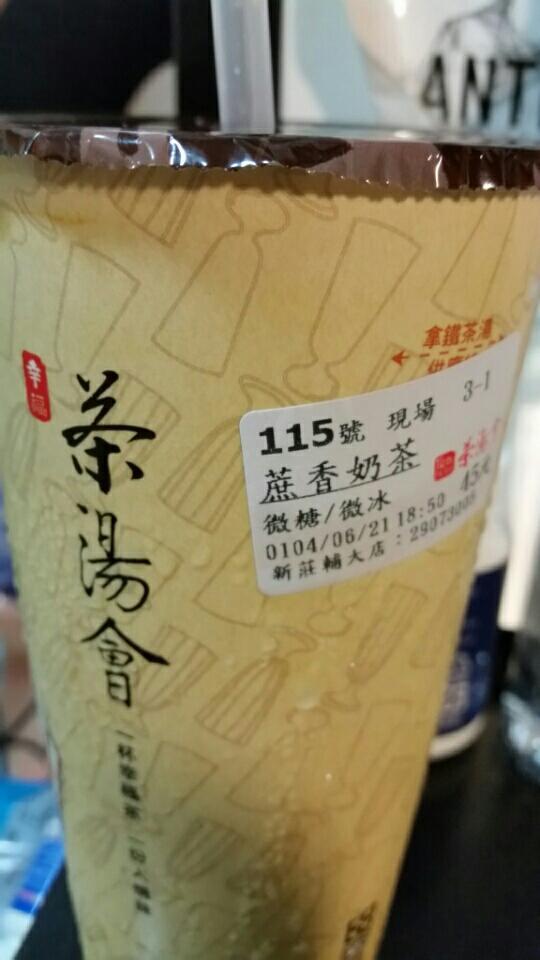 ANT
拿鐵茶湯
幸福
茶湯會
115號 現場 3-1
蔗香奶茶
微糖/微冰 45元
0104/06/21 18:50
新莊輔大店:29073005